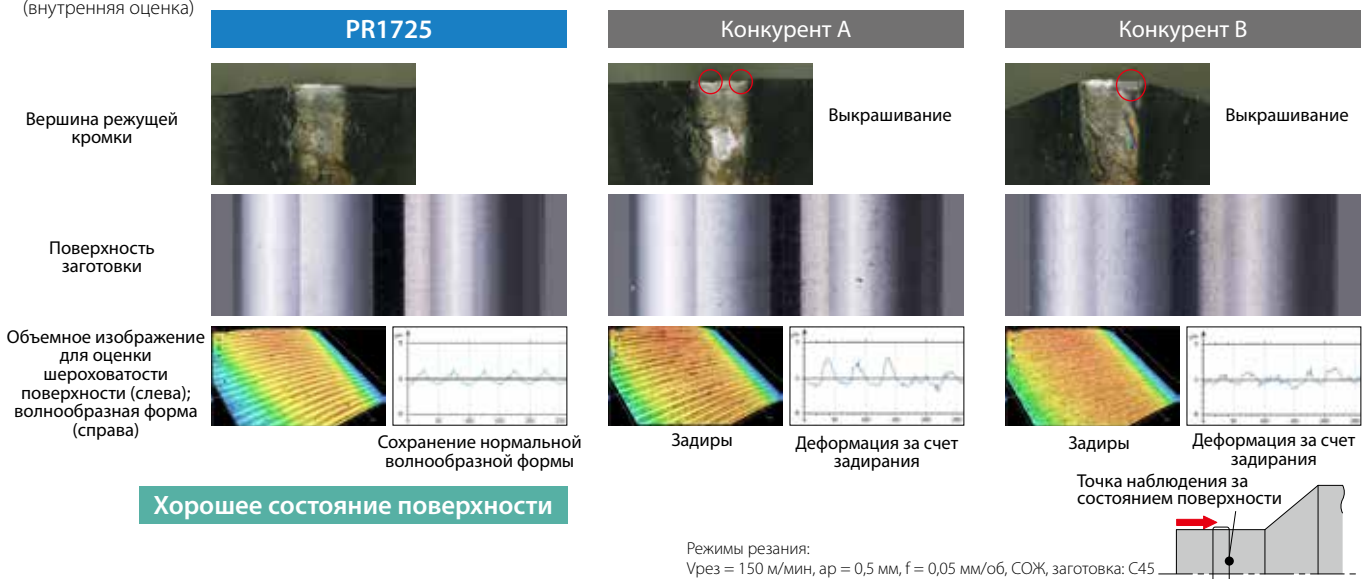 (внутренняя оценка)
PR1725
Конкурент А
Конкурент В
Вершина режущей
кромки
Выкрашивание
Выкрашивание
Поверхность
заготовки
Объемное изображение
для оценки
шероховатости
поверхности (слева);
волнообразная форма
(справа)
Сохранение нормальной
волнообразной формы
Задиры
Деформация за счет
задирания
Задиры
Деформация за счет
задирания
Хорошее состояние поверхности
Точка наблюдения за
состоянием поверхности
Режимы резания:
Vрез = 150 м/мин, ap = 0,5 мм, f = 0,05 мм/об, СОЖ, заготовка: C45